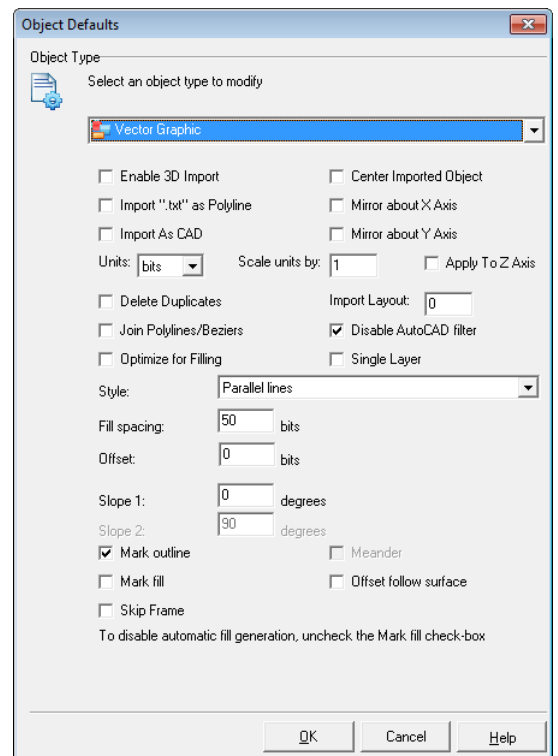 Object Defaults
Object Type
Select an object type to modify
Vector Graphic
Enable 3D Import Center Imported Object
Import ".txt" as Polyline Mirror about X Axis
Import As CAD Mirror about Y Axis
Units: bits Scale units by: 1 Apply To Z Axis
Delete Duplicates Import Layout: 0
Join Polylines/Beziers Disable AutoCAD filter
Optimize for Filling Single Layer
Style: Parallel lines
Fill spacing: 50 bits
Offset: 0 bits
Slope 1: 0 degrees
Slope 2: 90 degrees
Mark outline Meander
Mark fill Offset follow surface
Skip Frame
To disable automatic fill generation, uncheck the Mark fill check-box
OK Cancel Help